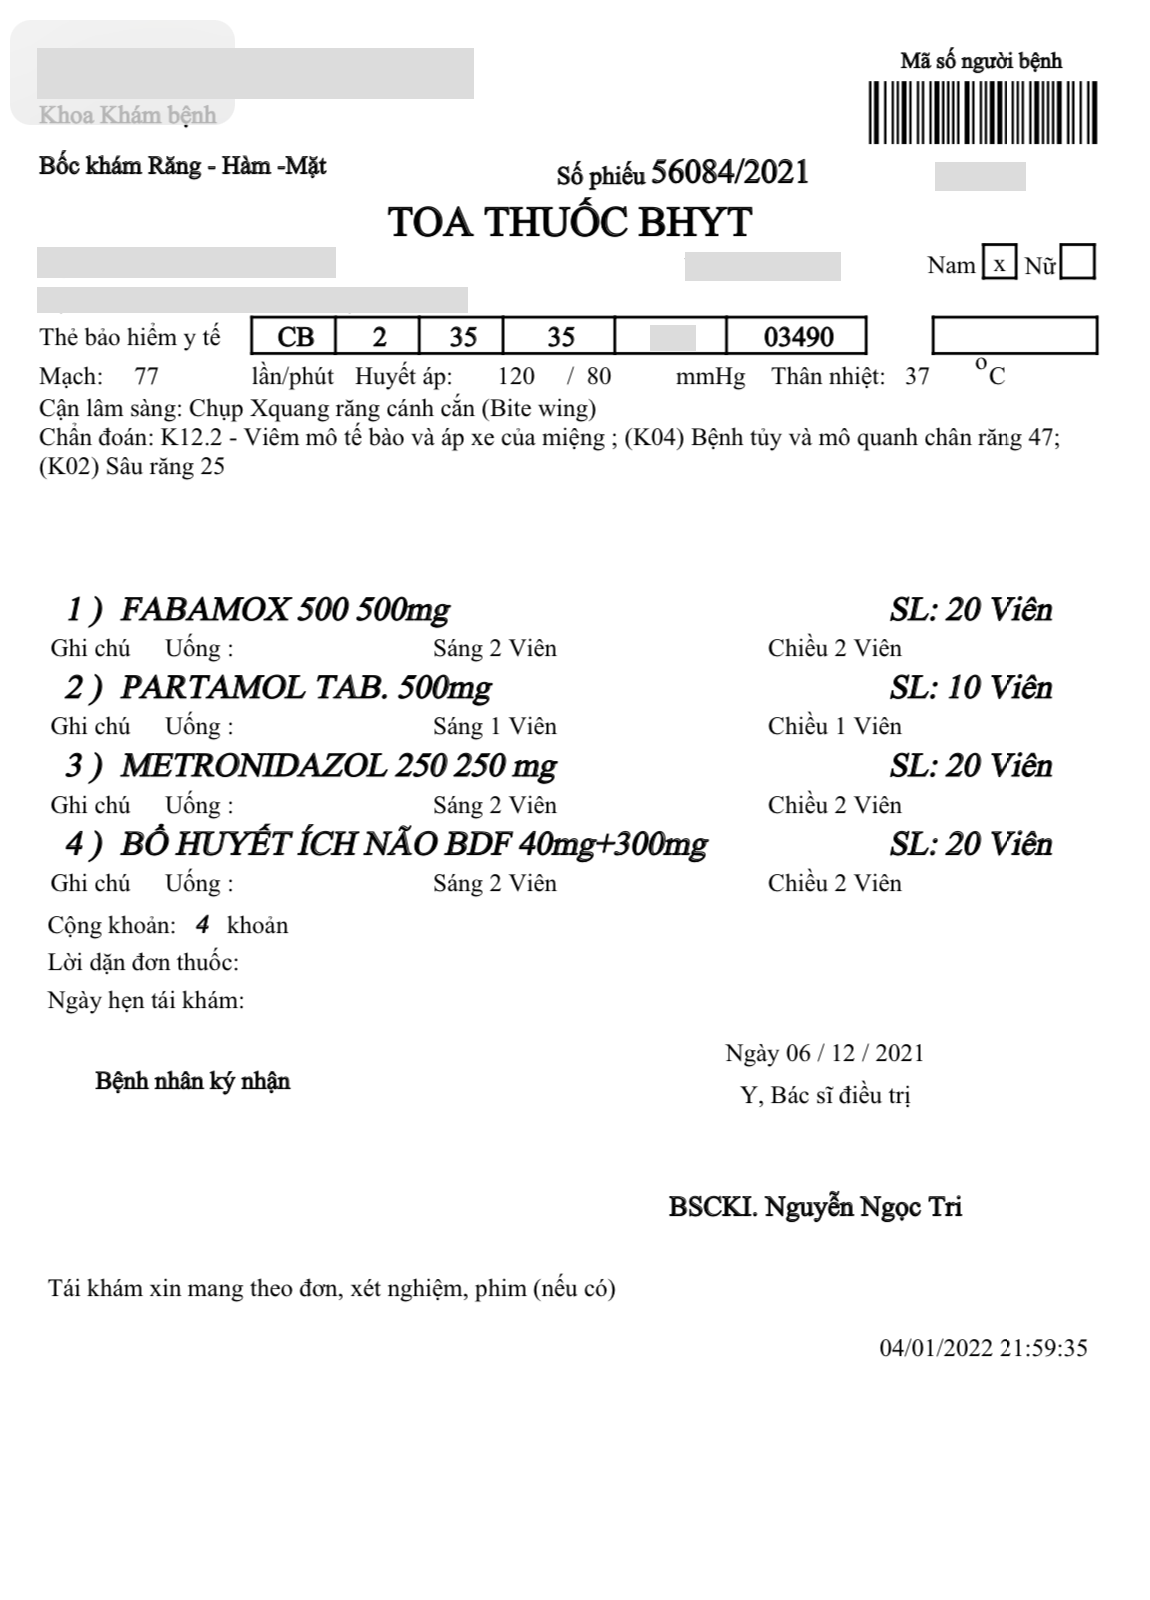 Khoa Khám bệnh
Mã số người bệnh
Bốc khám Răng - Hàm -Mặt
Số phiếu 56084/2021
TOA THUỐC BHYT
Nam x Nữ
Thẻ bảo hiểm y tế CB 2 35 35 03490
Mạch: 77 lần/phút Huyết áp: 120 / 80 mmHg Thân nhiệt: 37 °C
Cận lâm sàng: Chụp Xquang răng cánh cắn (Bite wing)
Chẩn đoán: K12.2 - Viêm mô tế bào và áp xe của miệng ; (K04) Bệnh tủy và mô quanh chân răng 47;
(K02) Sâu răng 25
1 ) FABAMOX 500 500mg SL: 20 Viên
Ghi chú Uống : Sáng 2 Viên Chiều 2 Viên
2 ) PARTAMOL TAB. 500mg SL: 10 Viên
Ghi chú Uống : Sáng 1 Viên Chiều 1 Viên
3 ) METRONIDAZOL 250 250 mg SL: 20 Viên
Ghi chú Uống : Sáng 2 Viên Chiều 2 Viên
4 ) BỔ HUYẾT ÍCH NÃO BDF 40mg+300mg SL: 20 Viên
Ghi chú Uống : Sáng 2 Viên Chiều 2 Viên
Cộng khoản: 4 khoản
Lời dặn đơn thuốc:
Ngày hẹn tái khám:
Ngày 06 / 12 / 2021
Bệnh nhân ký nhận
Y, Bác sĩ điều trị
BSCKI. Nguyễn Ngọc Tri
Tái khám xin mang theo đơn, xét nghiệm, phim (nếu có)
04/01/2022 21:59:35